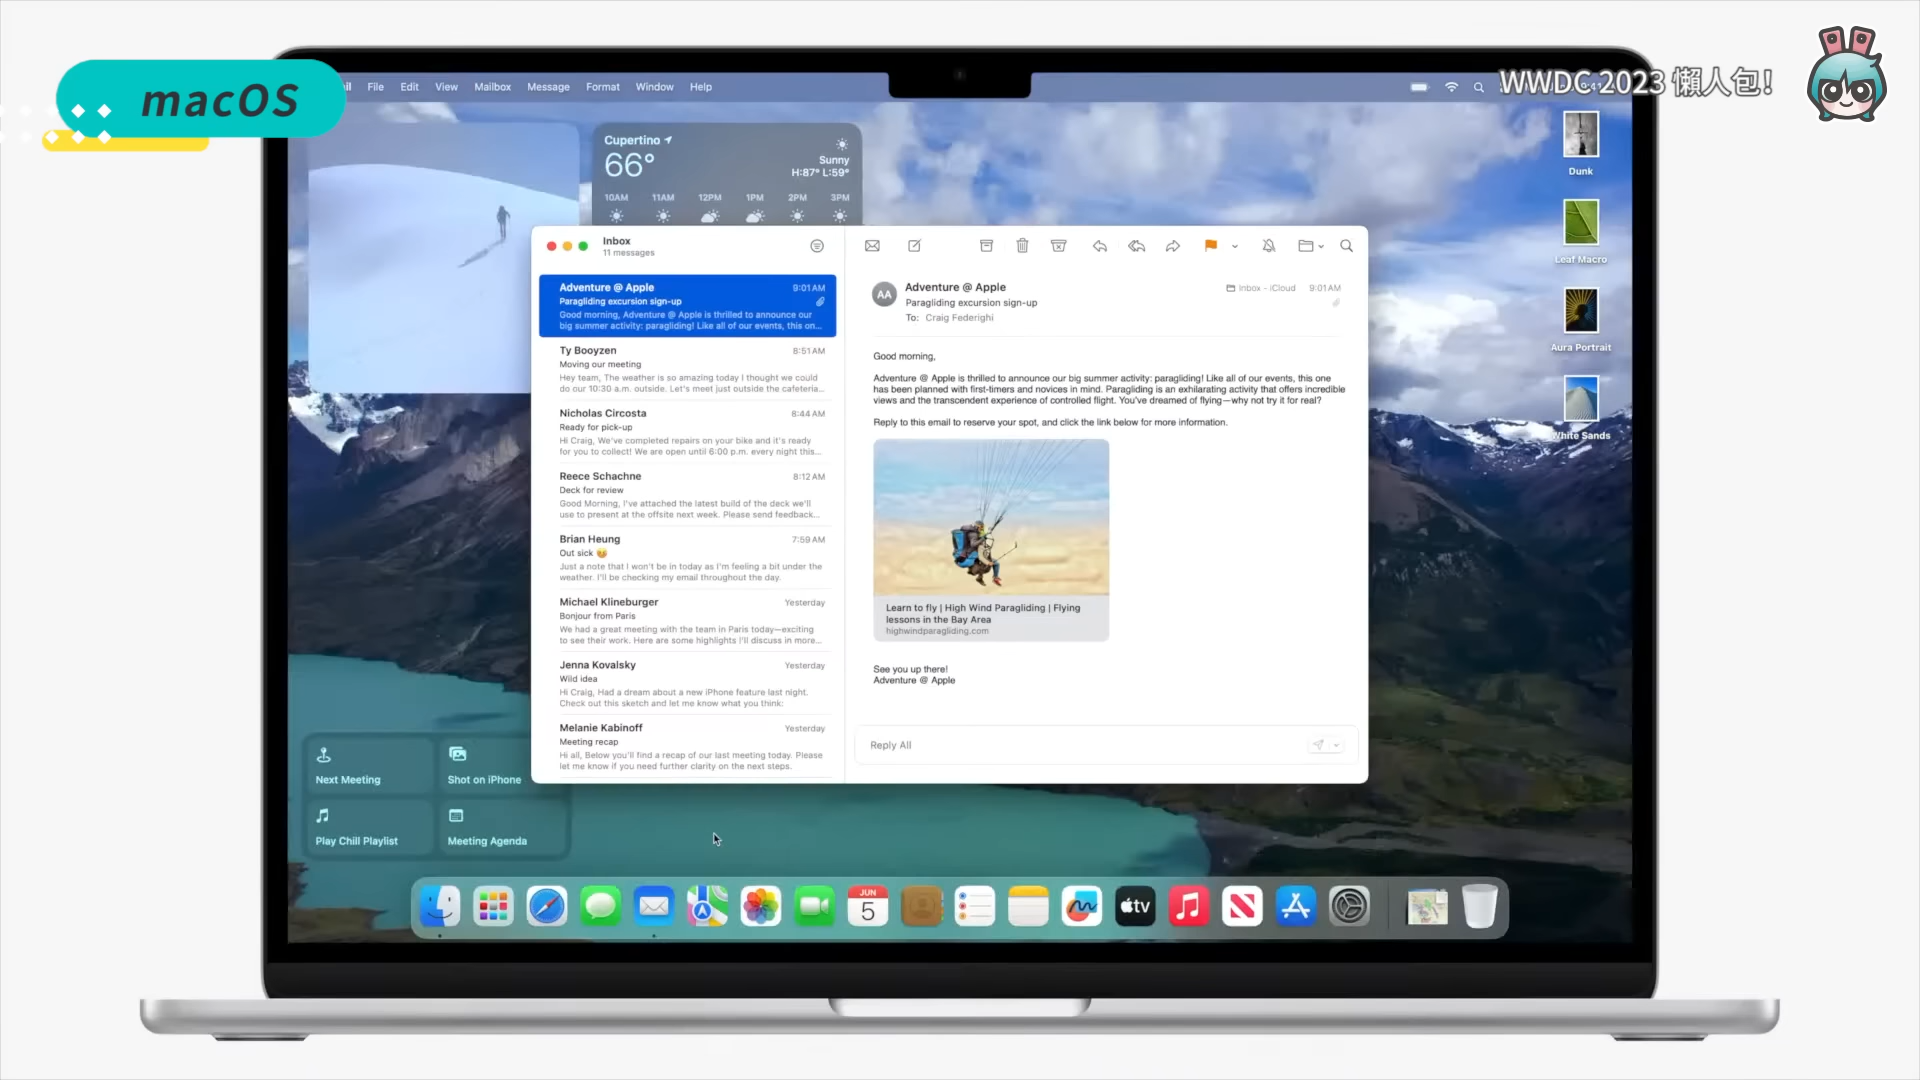 macOS
WWDC 2023 懶人包!
File Edit View Mailbox Message Format Window Help
Cupertino
66°
Sunny
H:87° L:59°
10AM 11AM 12PM 1PM 2PM 3PM
Dunk
Leaf Macro
Aura Portrait
White Sands
Inbox
11 messages
Adventure @ Apple 9:01AM
Paragliding excursion sign-up
Good morning, Adventure @ Apple is thrilled to announce our
big summer activity: paragliding! Like all of our events, this on...
Ty Booyzen 8:51AM
Moving our meeting
Hey team, The weather is so amazing today I thought we could
do our 10:30 a.m. outside. Let's meet just outside the cafeteria...
Nicholas Circosta 8:44AM
Ready for pick-up
Hi Craig, We've completed repairs on your bike and it's ready
for you to collect! We are open until 6:00 p.m. every night this...
Reece Schachne 8:12AM
Deck for review
Good Morning, I've attached the latest build of the deck we'll
use to present at the offsite next week. Please send feedback...
Brian Heung 7:59AM
Out sick 🤒
Just a note that I won't be in today as I'm feeling a bit under the
weather. I'll be checking my email throughout the day.
Michael Klineburger Yesterday
Bonjour from Paris
We had a great meeting with the team in Paris today—exciting
to see their work. Here are some highlights I'll discuss in more...
Jenna Kovalsky Yesterday
Wild idea
Hi Craig, Had a dream about a new iPhone feature last night.
Check out this sketch and let me know what you think:
Melanie Kabinoff Yesterday
Meeting recap
Hi all, Below you'll find a recap of our last meeting today. Please
let me know if you need further clarity on the next steps.
AA
Adventure @ Apple
Inbox - iCloud 9:01AM
Paragliding excursion sign-up
To: Craig Federighi
Good morning,
Adventure @ Apple is thrilled to announce our big summer activity: paragliding! Like all of our events, this one
has been planned with first-timers and novices in mind. Paragliding is an exhilarating activity that offers incredible
views and the transcendent experience of controlled flight. You've dreamed of flying—why not try it for real?
Reply to this email to reserve your spot, and click the link below for more information.
Learn to fly | High Wind Paragliding | Flying
lessons in the Bay Area
highwindparagliding.com
See you up there!
Adventure @ Apple
Reply All
Next Meeting
Shot on iPhone
Play Chill Playlist
Meeting Agenda
JUN
5
tv